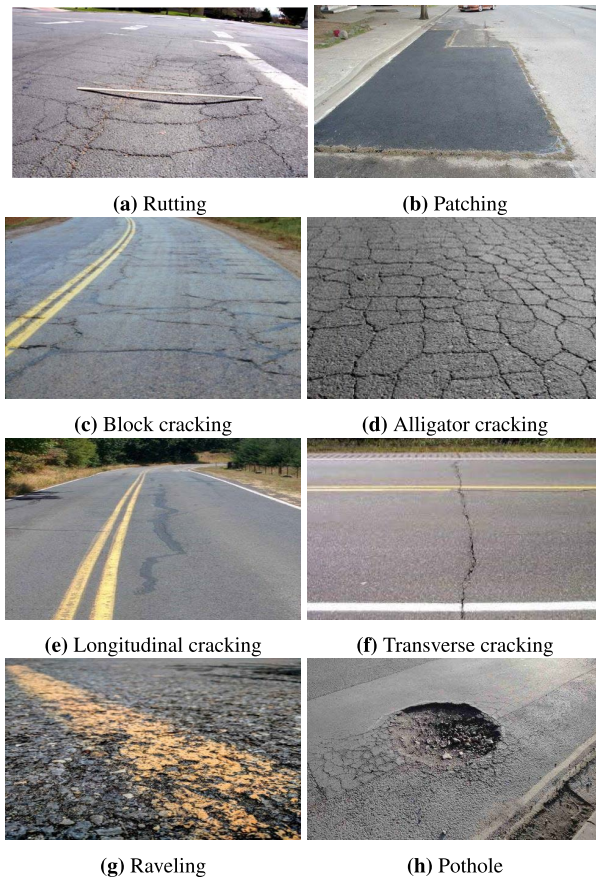 (a) Rutting
(b) Patching
(c) Block cracking
(d) Alligator cracking
(e) Longitudinal cracking
(f) Transverse cracking
(g) Raveling
(h) Pothole